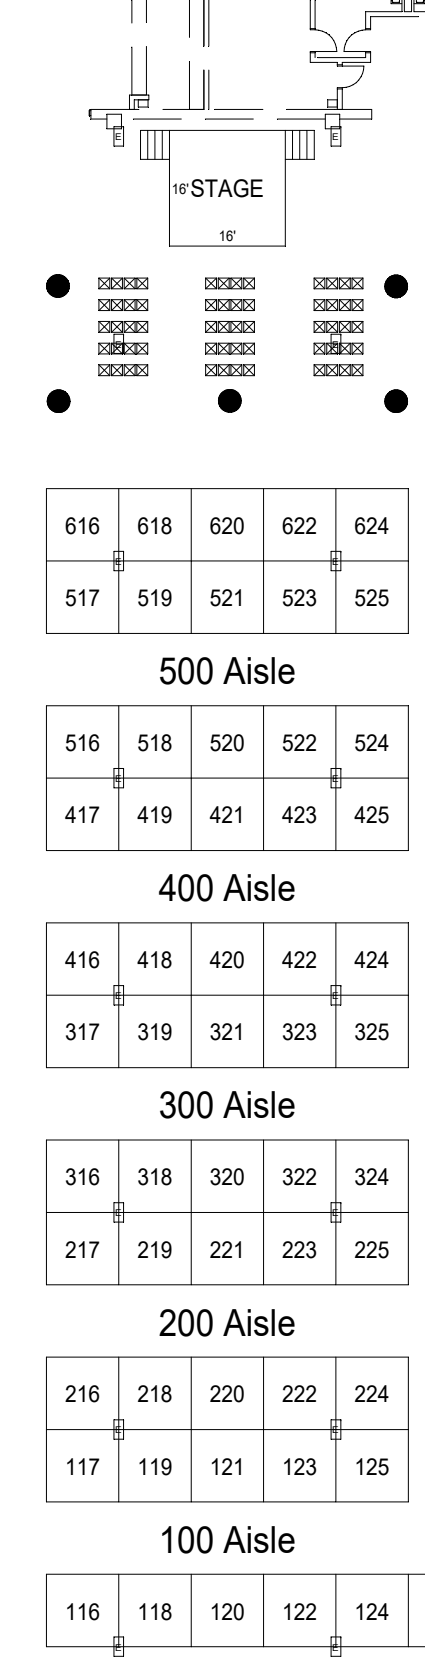 E E
16' STAGE
16'
E E
616 618 620 622 624
E E
517 519 521 523 525
500 Aisle
516 518 520 522 524
E E
417 419 421 423 425
400 Aisle
416 418 420 422 424
E E
317 319 321 323 325
300 Aisle
316 318 320 322 324
E E
217 219 221 223 225
200 Aisle
216 218 220 222 224
E E
117 119 121 123 125
100 Aisle
116 118 120 122 124
E E